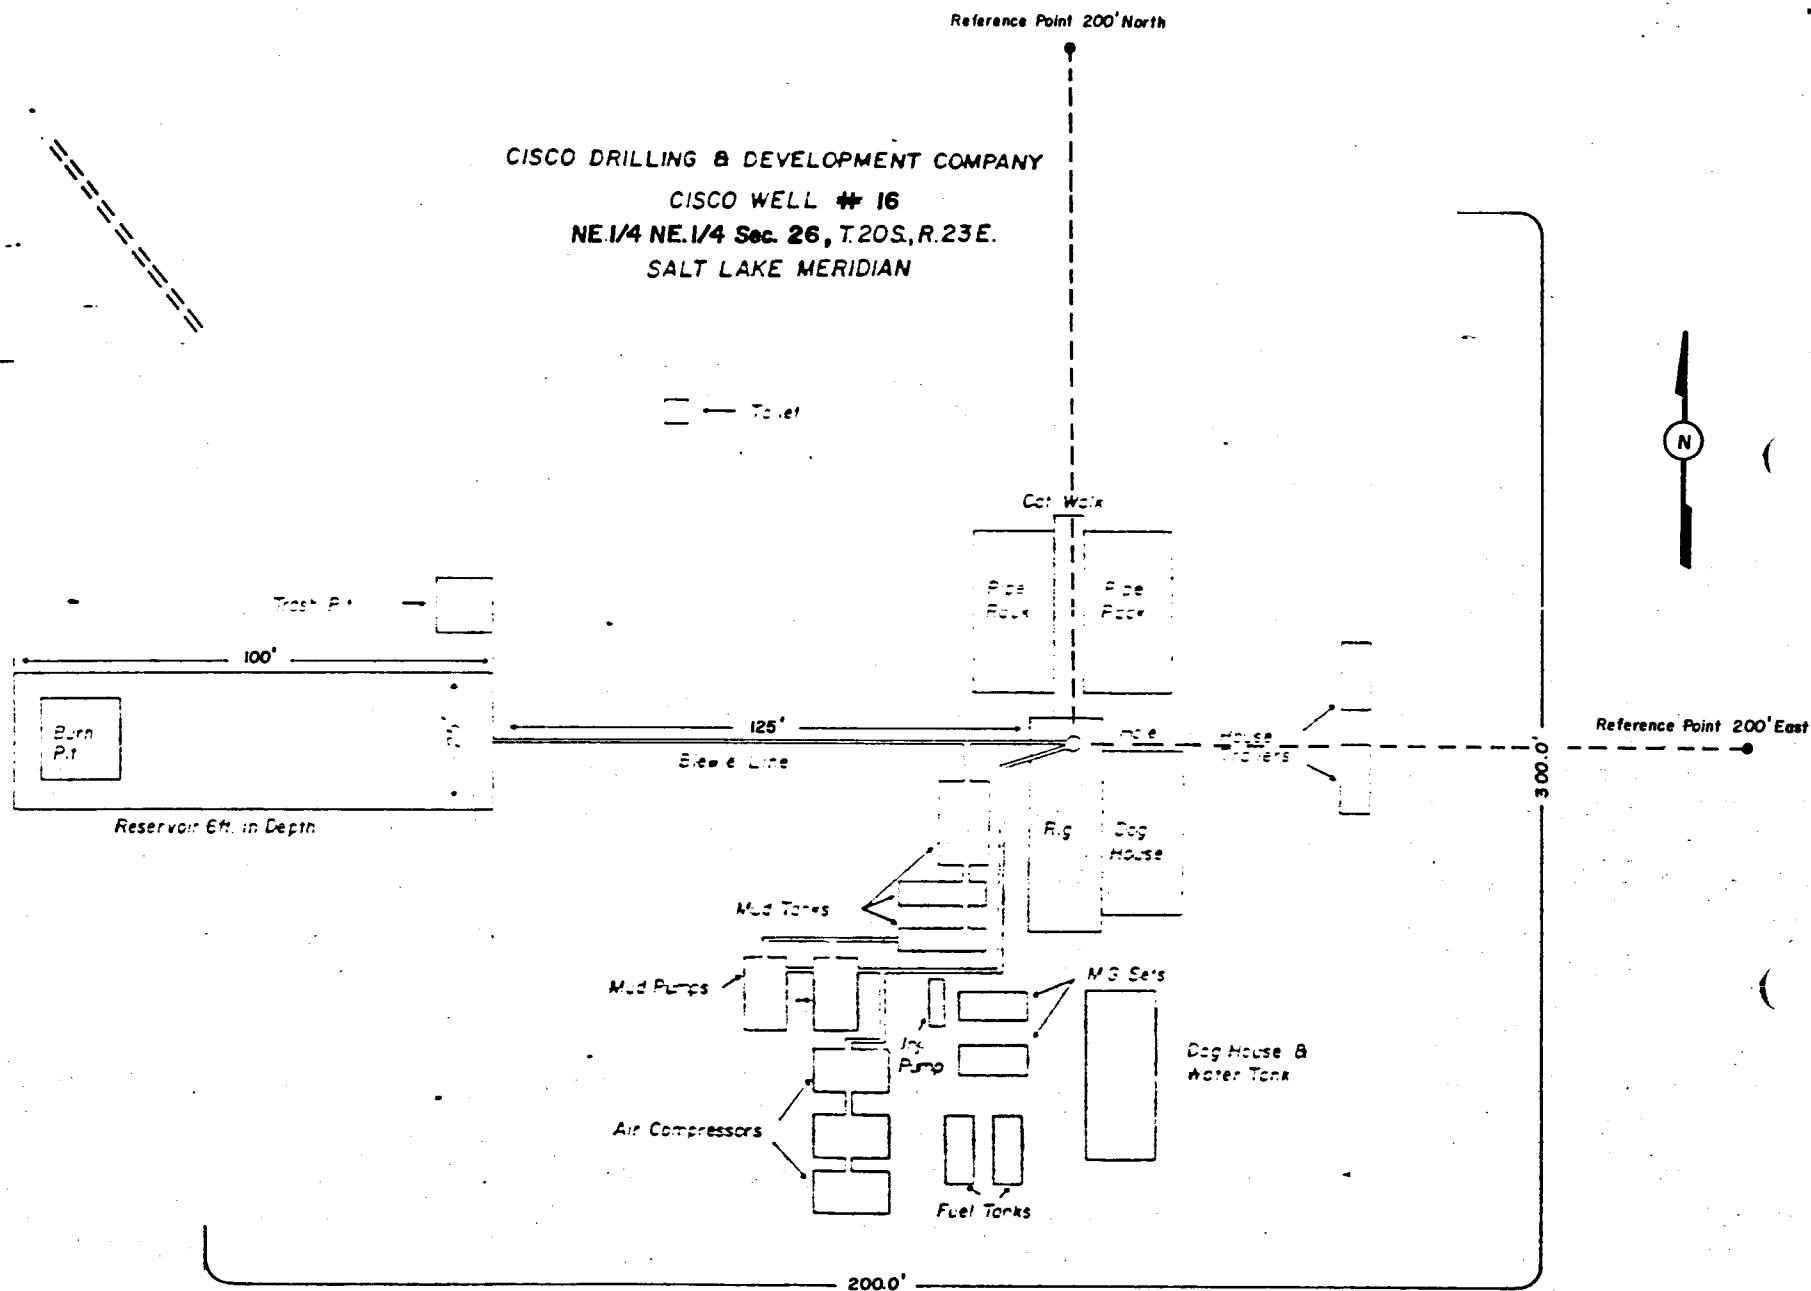 Reference Point 200' North
CISCO DRILLING & DEVELOPMENT COMPANY
CISCO WELL # 16
NE.1/4 NE.1/4 Sec. 26, T.20S., R.23E.
SALT LAKE MERIDIAN
N
Toilet
Cat Walk
Pipe
Rack
Pipe
Rack
Trash Pit
100'
Burn
Pit
125'
Blewie Line
Hole
House
Trailers
Reference Point 200' East
300.0'
Reservoir 6ft. in Depth
Rig
Dog
House
Mud Tanks
Mud Pumps
M G Sets
Pump
Dog House &
Water Tank
Air Compressors
Fuel Tanks
200.0'